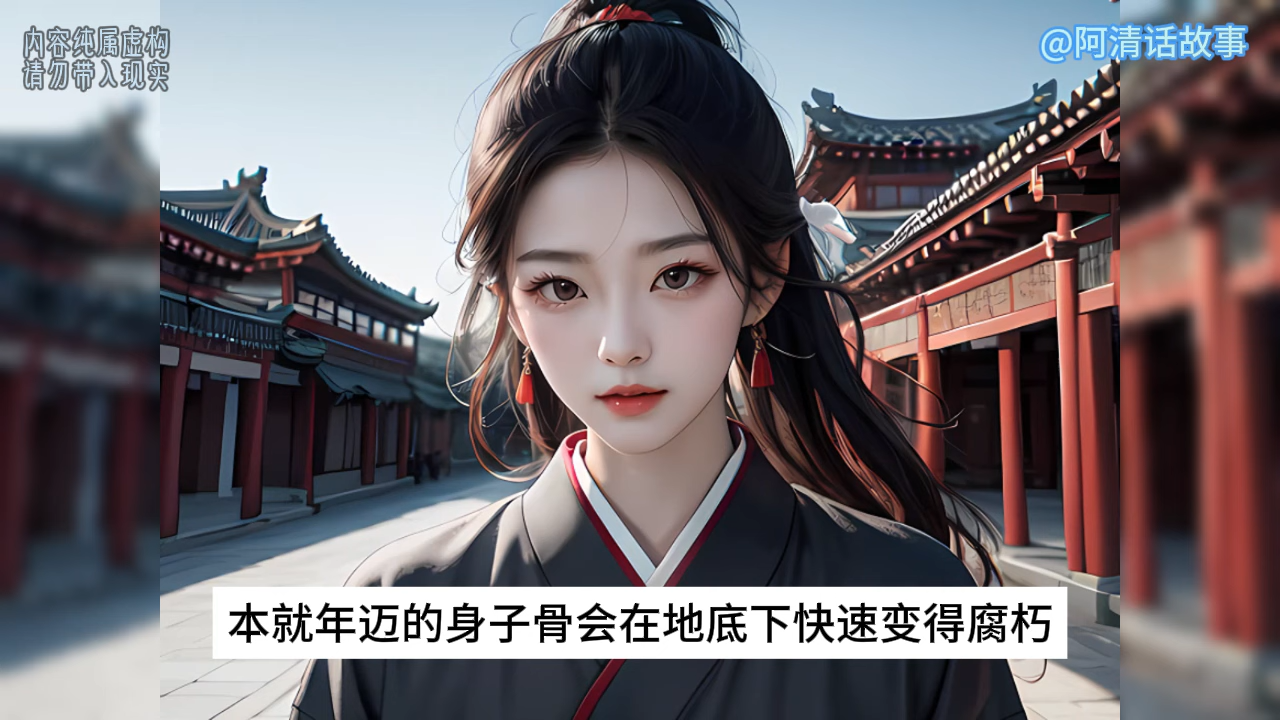 内容纯属虚构
请勿带入现实
@阿清话故事
本就年迈的身子骨会在地底下快速变得腐朽